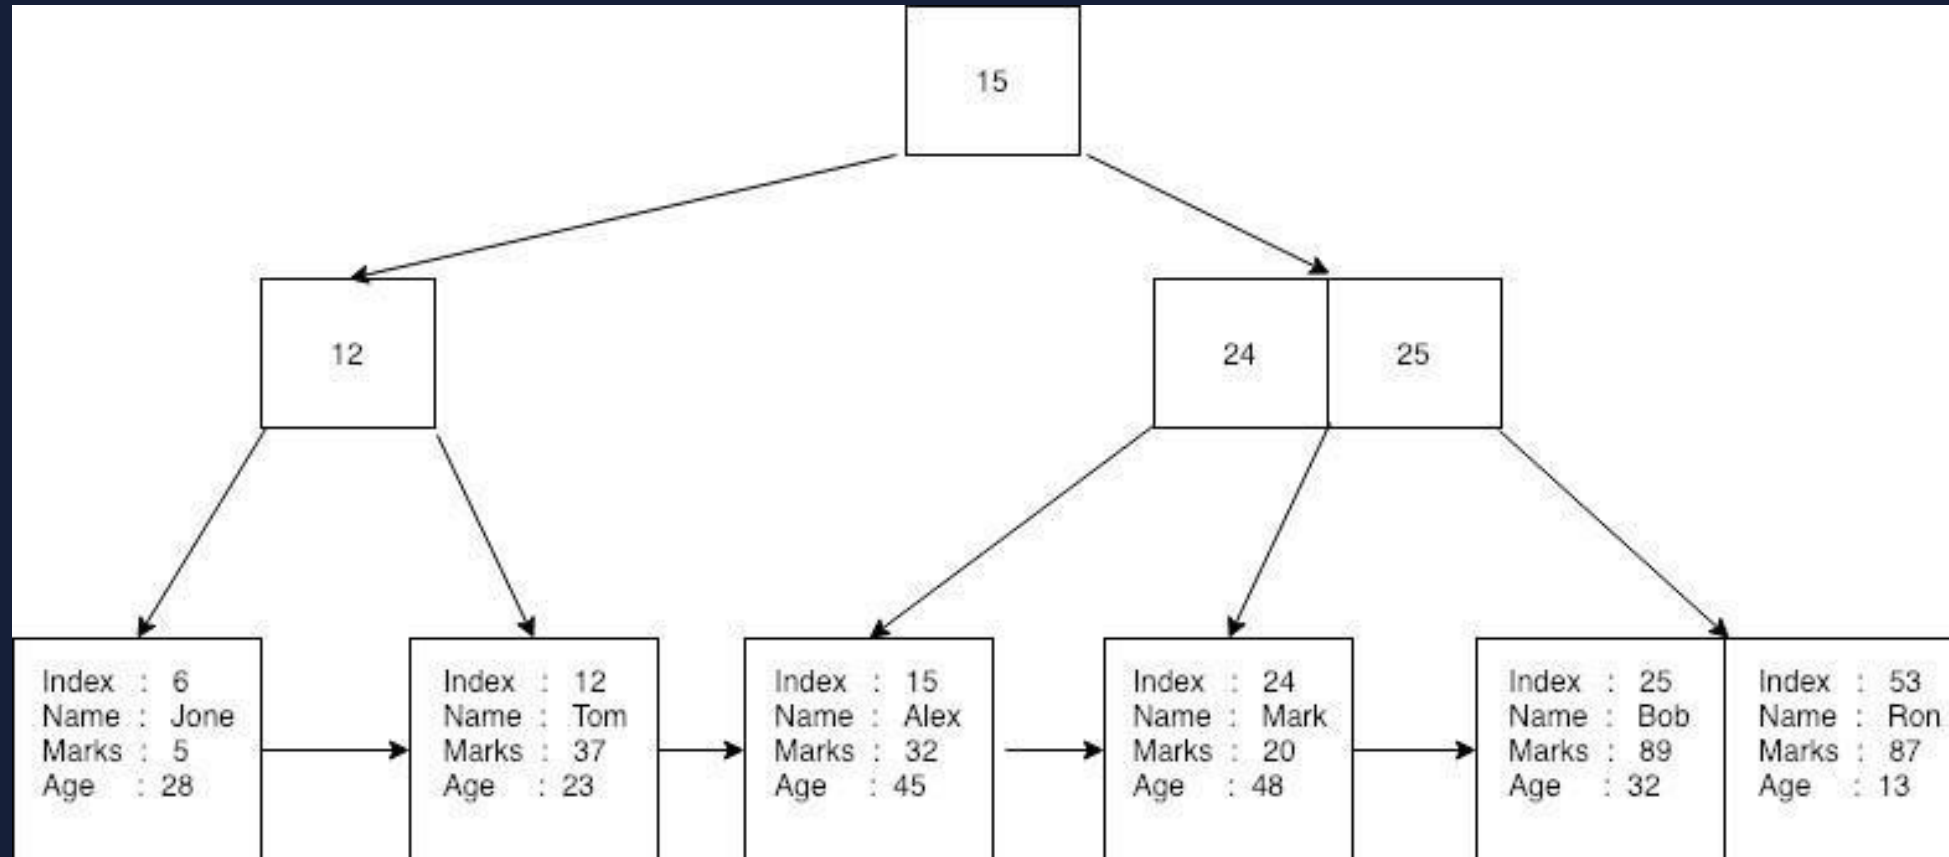 15
12
24 25
Index : 6
Name : Jone
Marks : 5
Age : 28
Index : 12
Name : Tom
Marks : 37
Age : 23
Index : 15
Name : Alex
Marks : 32
Age : 45
Index : 24
Name : Mark
Marks : 20
Age : 48
Index : 25
Name : Bob
Marks : 89
Age : 32
Index : 53
Name : Ron
Marks : 87
Age : 13